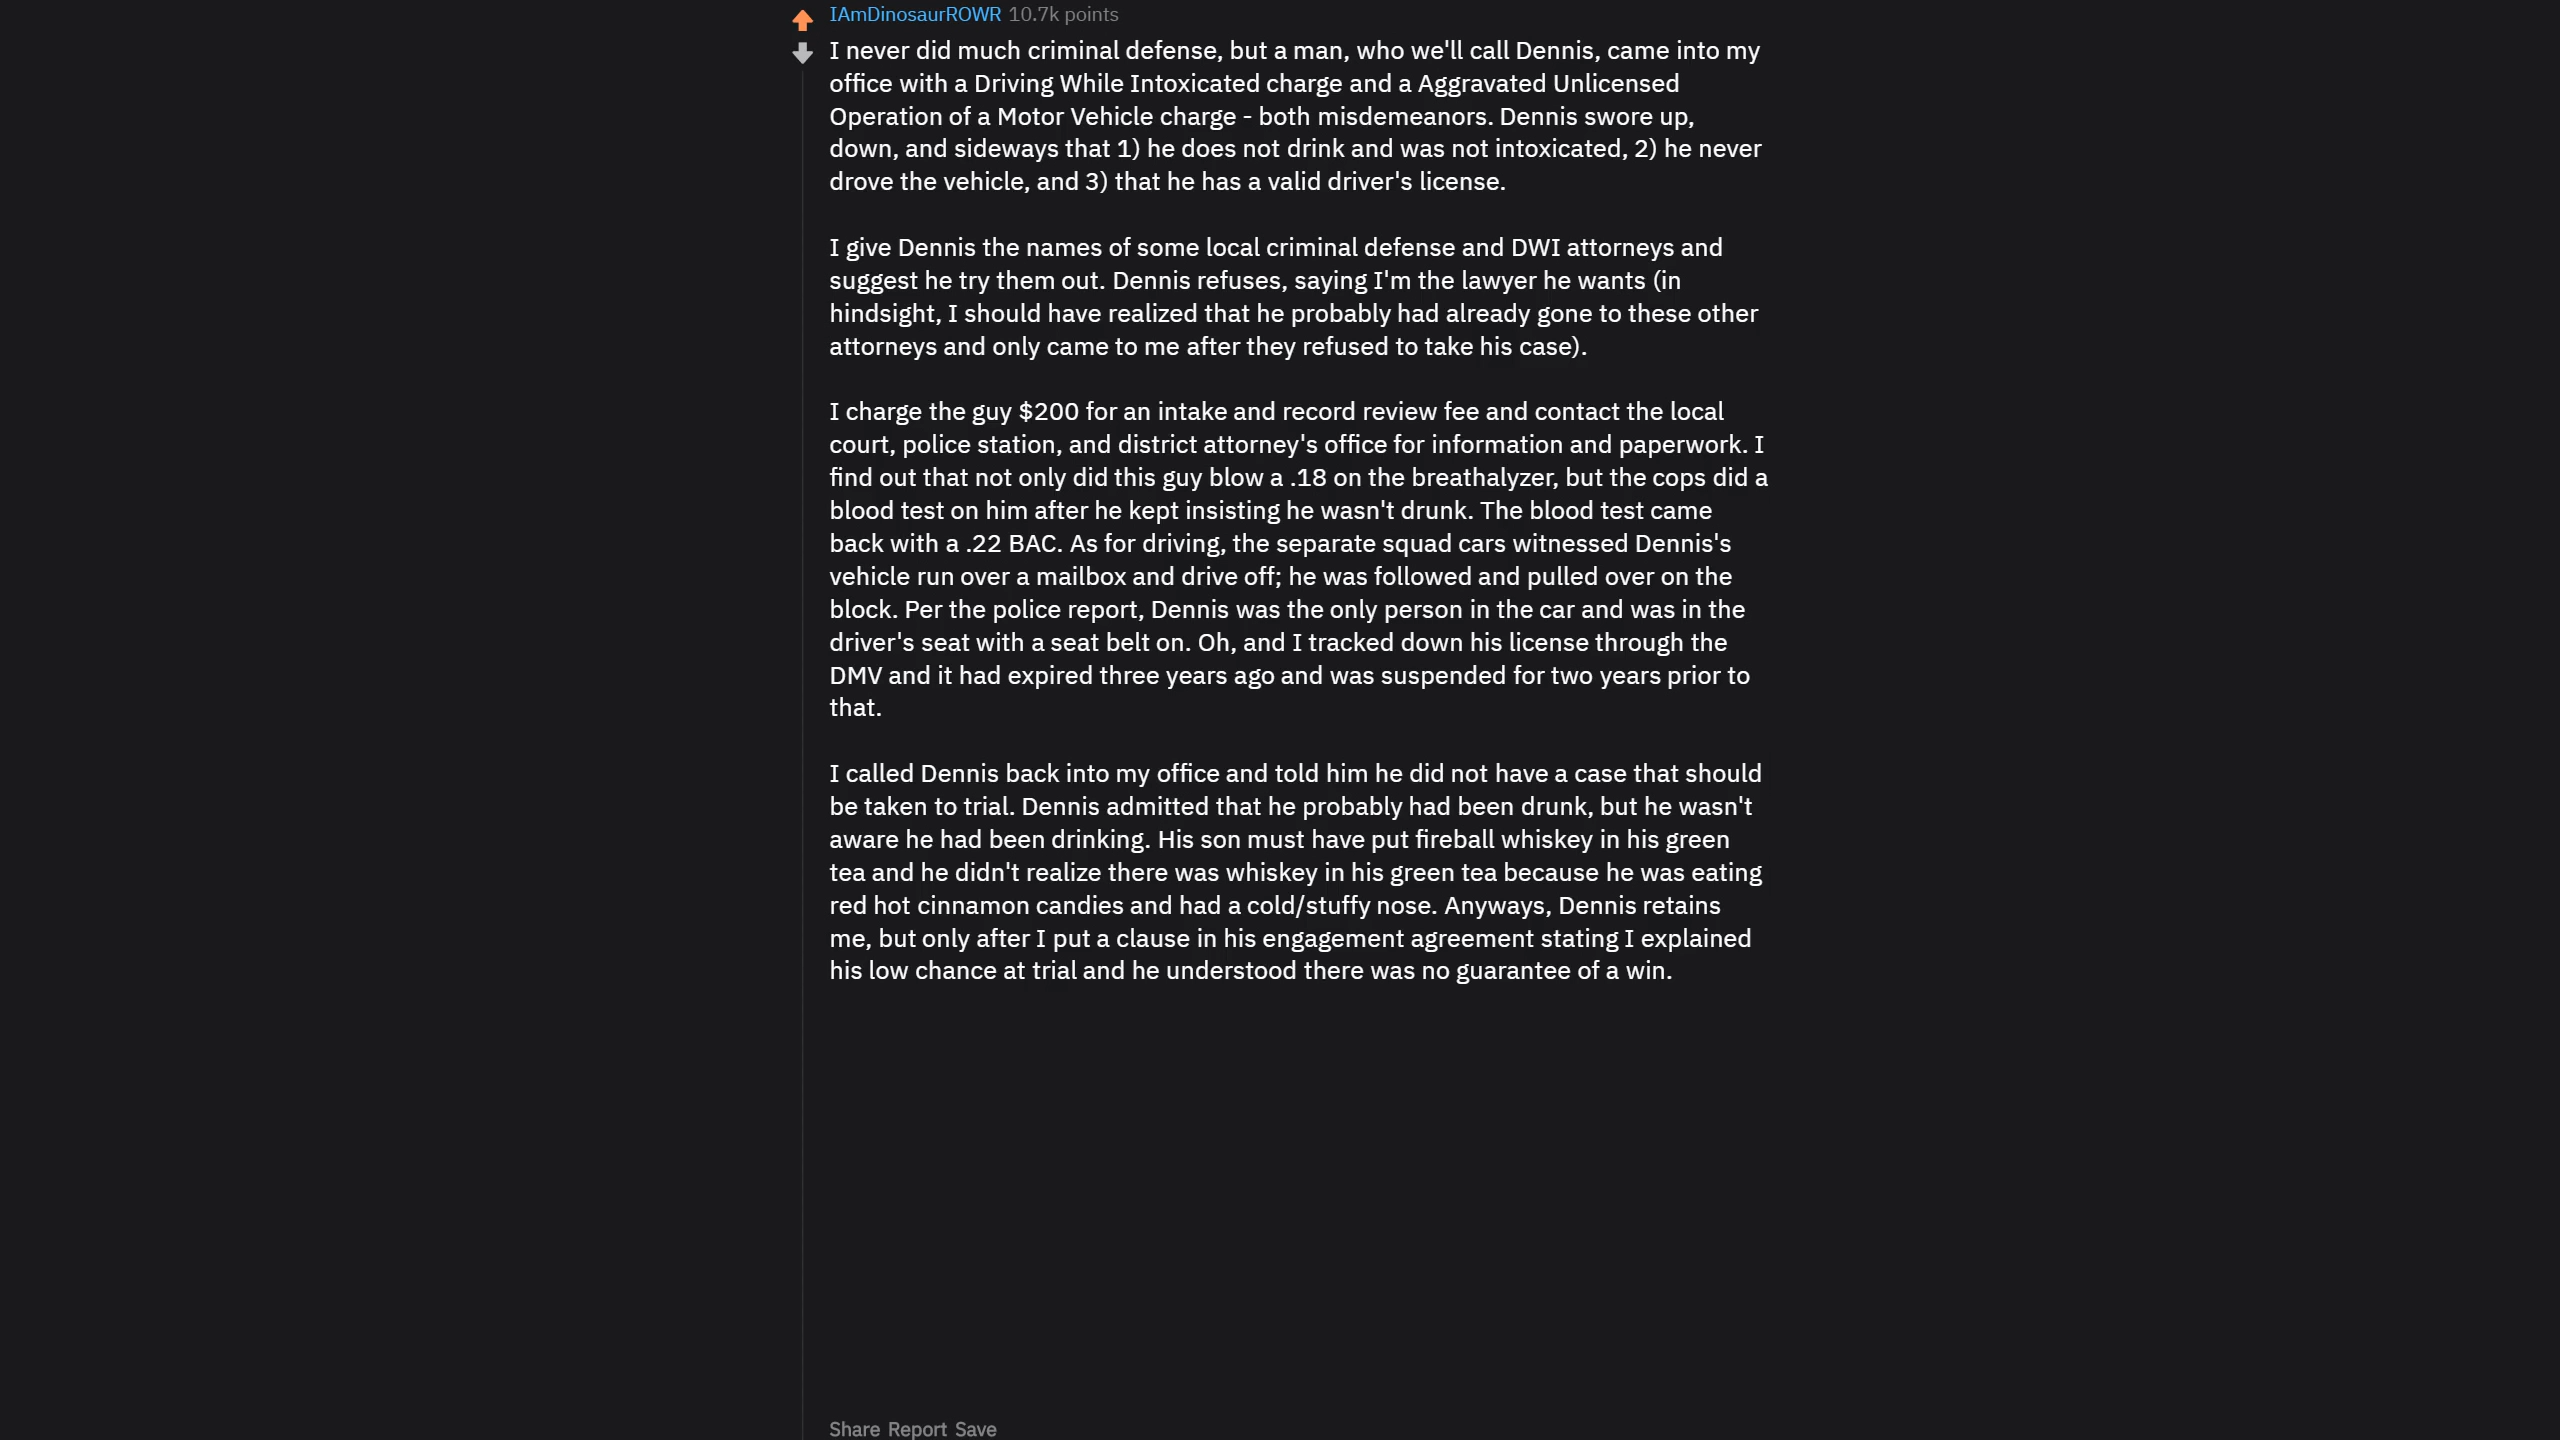 IAmDinosaurROWR 10.7k points
I never did much criminal defense, but a man, who we'll call Dennis, came into my
office with a Driving While Intoxicated charge and a Aggravated Unlicensed
Operation of a Motor Vehicle charge - both misdemeanors. Dennis swore up,
down, and sideways that 1) he does not drink and was not intoxicated, 2) he never
drove the vehicle, and 3) that he has a valid driver's license.
I give Dennis the names of some local criminal defense and DWI attorneys and
suggest he try them out. Dennis refuses, saying I'm the lawyer he wants (in
hindsight, I should have realized that he probably had already gone to these other
attorneys and only came to me after they refused to take his case).
I charge the guy $200 for an intake and record review fee and contact the local
court, police station, and district attorney's office for information and paperwork. I
find out that not only did this guy blow a .18 on the breathalyzer, but the cops did a
blood test on him after he kept insisting he wasn't drunk. The blood test came
back with a .22 BAC. As for driving, the separate squad cars witnessed Dennis's
vehicle run over a mailbox and drive off; he was followed and pulled over on the
block. Per the police report, Dennis was the only person in the car and was in the
driver's seat with a seat belt on. Oh, and I tracked down his license through the
DMV and it had expired three years ago and was suspended for two years prior to
that.
I called Dennis back into my office and told him he did not have a case that should
be taken to trial. Dennis admitted that he probably had been drunk, but he wasn't
aware he had been drinking. His son must have put fireball whiskey in his green
tea and he didn't realize there was whiskey in his green tea because he was eating
red hot cinnamon candies and had a cold/stuffy nose. Anyways, Dennis retains
me, but only after I put a clause in his engagement agreement stating I explained
his low chance at trial and he understood there was no guarantee of a win.
Share Report Save